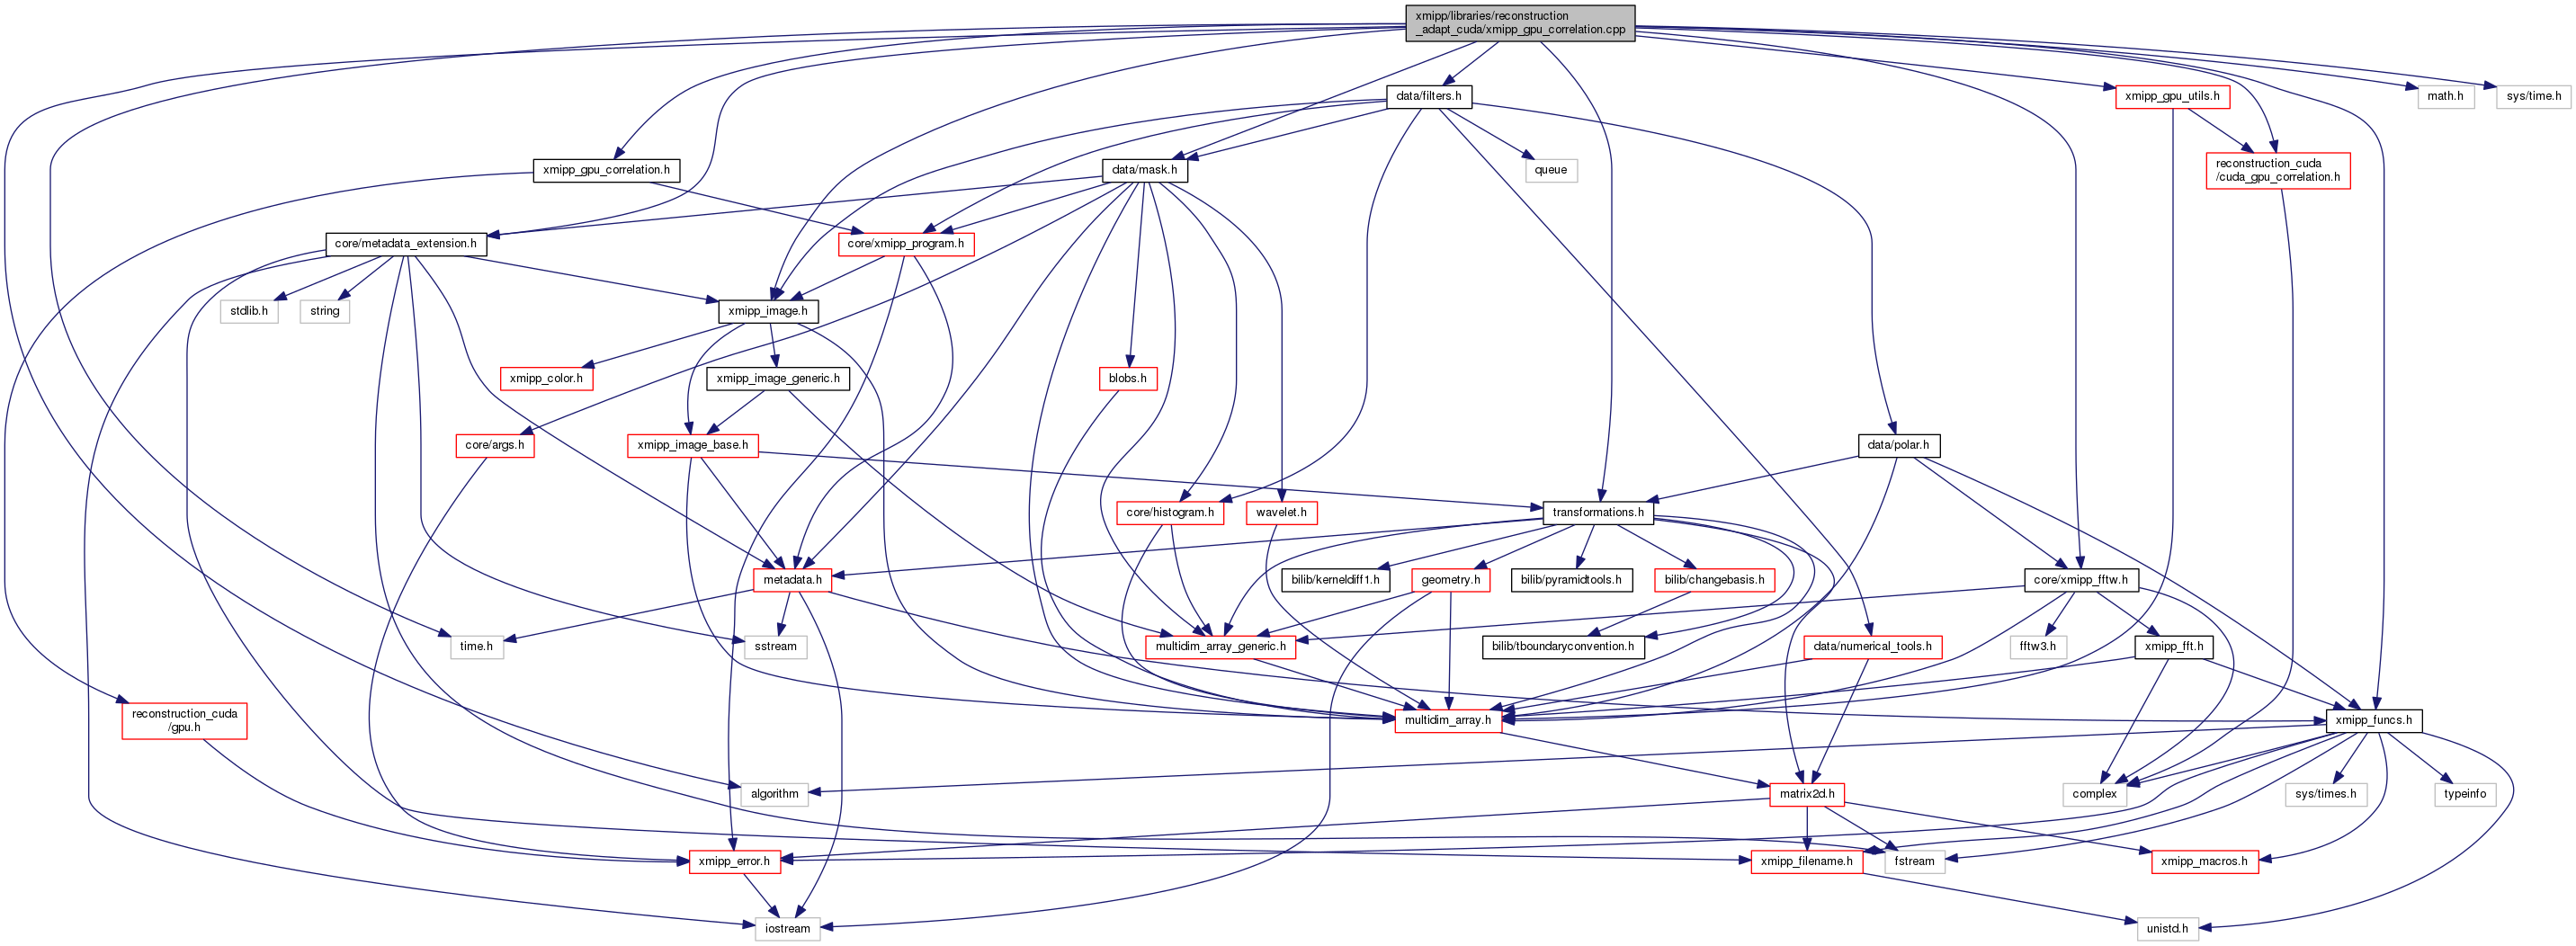 xmipp/libraries/reconstruction
_adapt_cuda/xmipp_gpu_correlation.cpp
data/filters.h
xmipp_gpu_utils.h
math.h
sys/time.h
xmipp_gpu_correlation.h
data/mask.h
queue
reconstruction_cuda
/cuda_gpu_correlation.h
core/metadata_extension.h
core/xmipp_program.h
stdlib.h
string
xmipp_image.h
xmipp_color.h
xmipp_image_generic.h
blobs.h
core/args.h
xmipp_image_base.h
data/polar.h
core/histogram.h
wavelet.h
transformations.h
metadata.h
bilib/kerneldiff1.h
geometry.h
bilib/pyramidtools.h
bilib/changebasis.h
core/xmipp_fftw.h
time.h
sstream
multidim_array_generic.h
bilib/tboundaryconvention.h
data/numerical_tools.h
fftw3.h
xmipp_fft.h
reconstruction_cuda
/gpu.h
multidim_array.h
xmipp_funcs.h
algorithm
matrix2d.h
complex
sys/times.h
typeinfo
xmipp_error.h
xmipp_filename.h
fstream
xmipp_macros.h
iostream
unistd.h